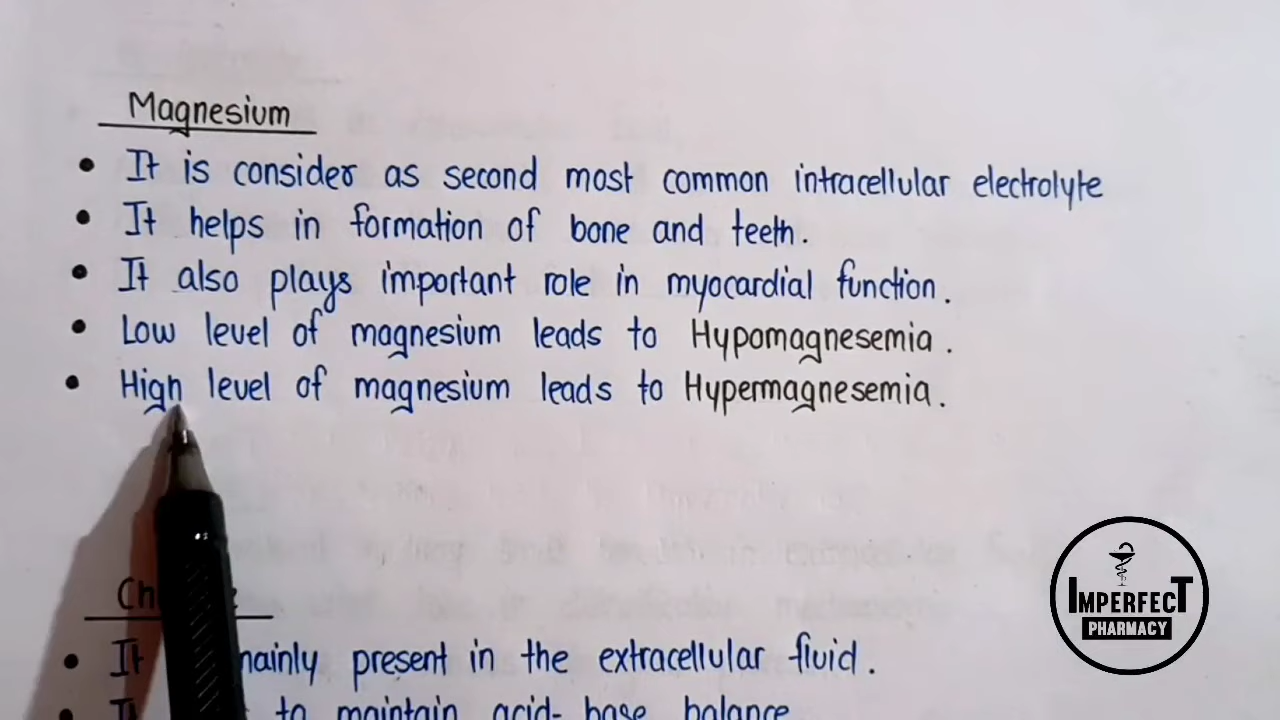 Magnesium
• It is consider as second most common intracellular electrolyte
• It helps in formation of bone and teeth.
• It also plays important role in myocardial function.
• Low level of magnesium leads to Hypomagnesemia.
• High level of magnesium leads to Hypermagnesemia.
• It mainly present in the extracellular fluid.
• It to maintain acid-base balance
IMPERFECT
PHARMACY